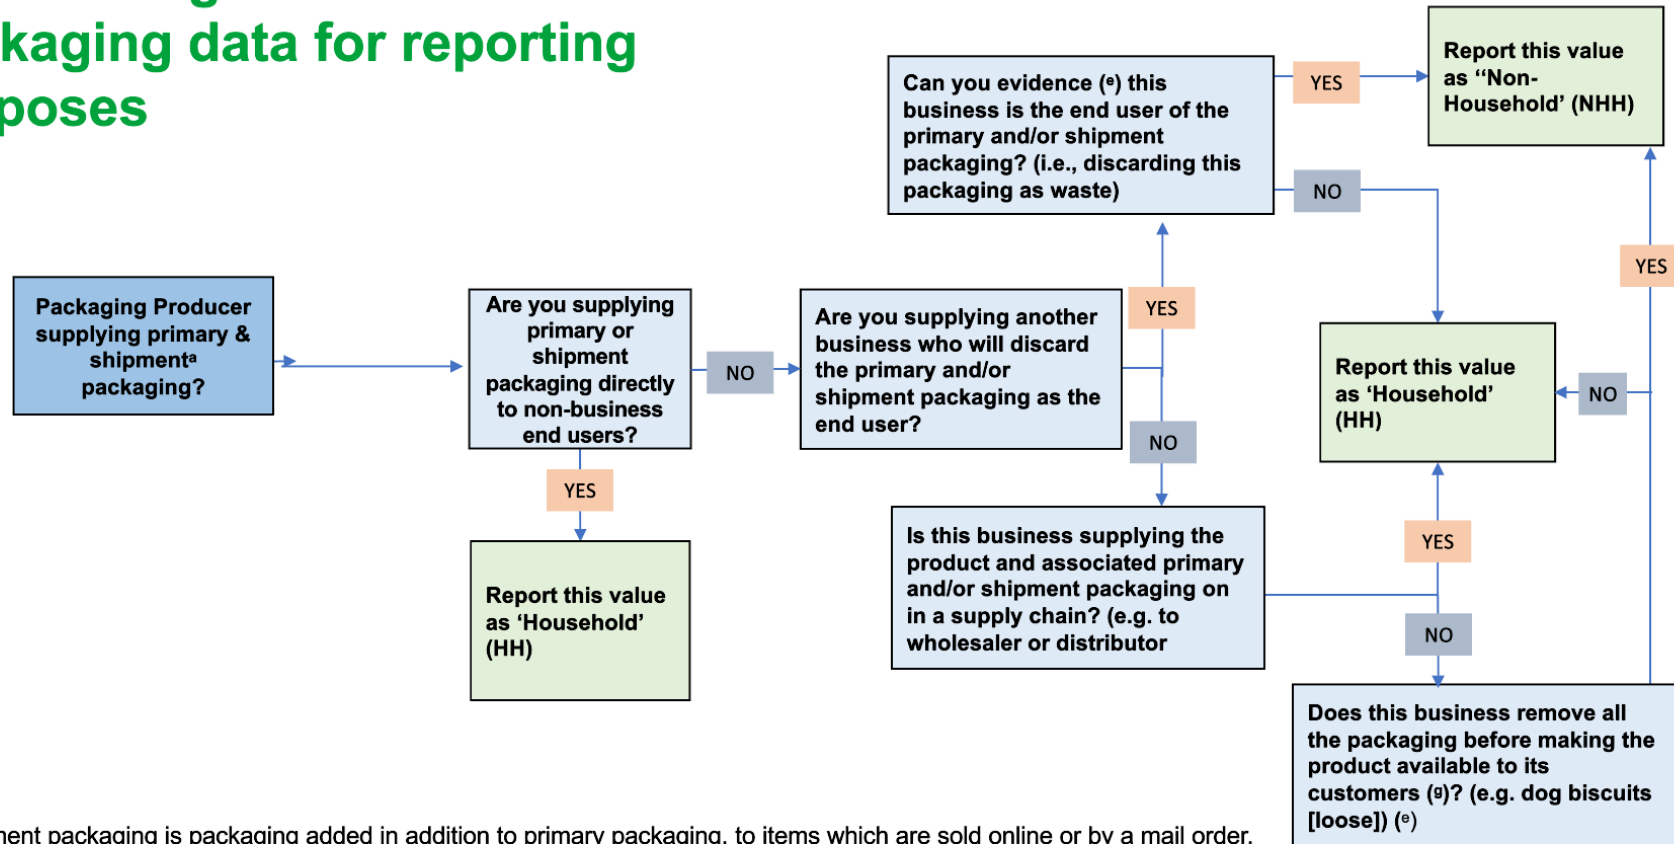 kaging data for reporting
poses
Packaging Producer
supplying primary &
shipmentᵃ
packaging?
Are you supplying
primary or
shipment
packaging directly
to non-business
end users?
YES
Report this value
as ‘Household’
(HH)
NO
Are you supplying another
business who will discard
the primary and/or
shipment packaging as the
end user?
YES
Can you evidence (ᵉ) this
business is the end user of the
primary and/or shipment
packaging? (i.e., discarding this
packaging as waste)
YES
Report this value
as “Non-
Household’ (NHH)
NO
Report this value
as ‘Household’
(HH)
NO
Is this business supplying the
product and associated primary
and/or shipment packaging on
in a supply chain? (e.g. to
wholesaler or distributor
YES
NO
Does this business remove all
the packaging before making the
product available to its
customers (ᵍ)? (e.g. dog biscuits
[loose]) (ᵉ)
YES
NO
ment packaging is packaging added in addition to primary packaging, to items which are sold online or by a mail order.